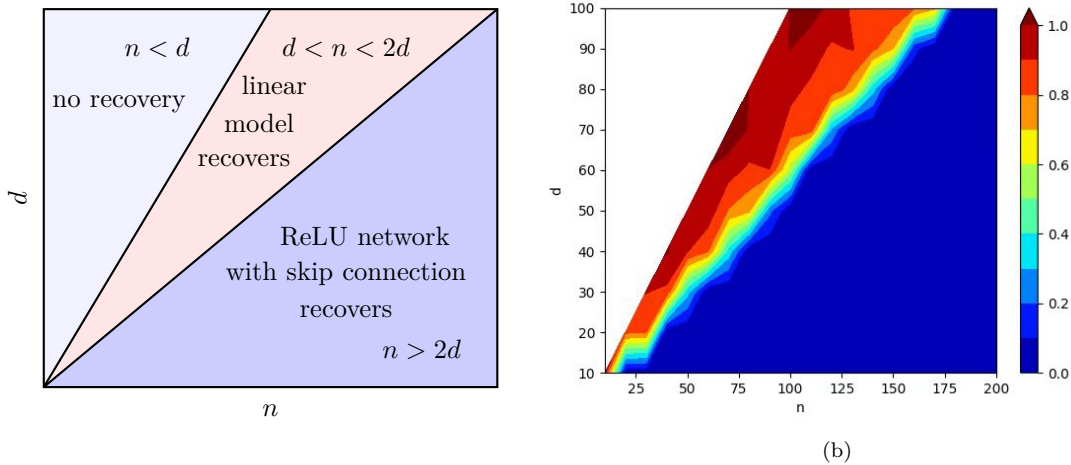 n < d
no recovery
d < n < 2d
linear
model
recovers
ReLU network
with skip connection
recovers
n > 2d
d
n
100
90
80
70
60
50
40
30
20
10
d
25 50 75 100 125 150 175 200
n
1.0
0.8
0.6
0.4
0.2
0.0
(b)